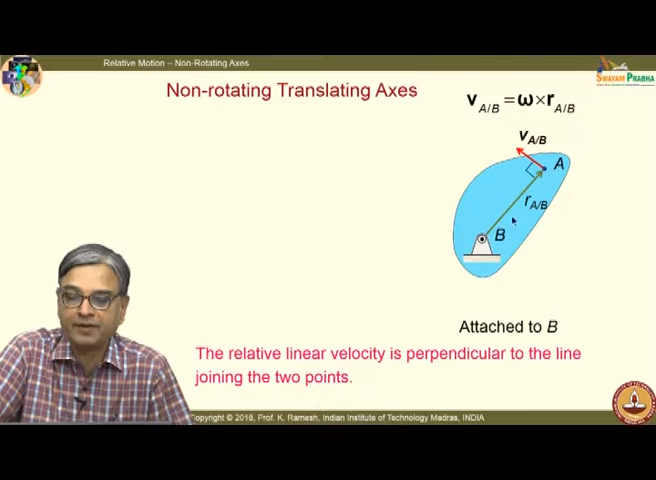 Relative Motion – Non-Rotating Axes
SWAYAM PRABHA
Non-rotating Translating Axes
v_A/B = ω × r_A/B
v_A/B
A
r_A/B
B
Attached to B
The relative linear velocity is perpendicular to the line
joining the two points.
Copyright © 2018, Prof. K. Ramesh, Indian Institute of Technology Madras, INDIA